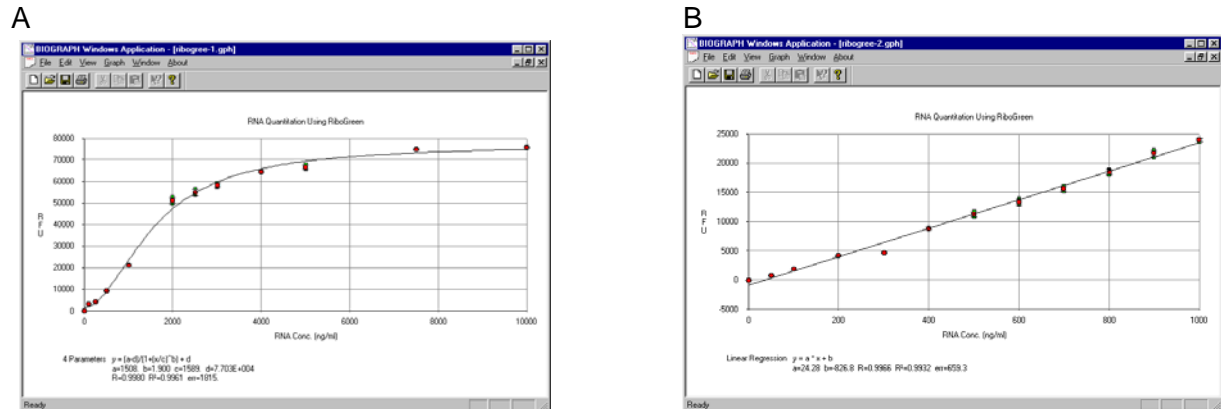 A
BIOGRAPH Windows Application - [ribogree-1.gph]
File Edit View Graph Window About
RNA Quantitation Using RiboGreen
80000
70000
60000
50000
40000
30000
20000
10000
0
RFU
0 2000 4000 6000 8000 10000
RNA Conc. (ng/ml)
4 Parameters y = (a-d)/(1+(x/c)^b) + d
a=1508. b=1.900 c=1589. d=7.703E+004
R=0.9980 R²=0.9961 err=1815.
Ready
B
BIOGRAPH Windows Application - [ribogree-2.gph]
File Edit View Graph Window About
RNA Quantitation Using RiboGreen
25000
20000
15000
10000
5000
0
-5000
RFU
0 200 400 600 800 1000
RNA Conc. (ng/ml)
Linear Regression y = a * x + b
a=24.28 b=-826.8 R=0.9966 R²=0.9932 err=659.3
Ready